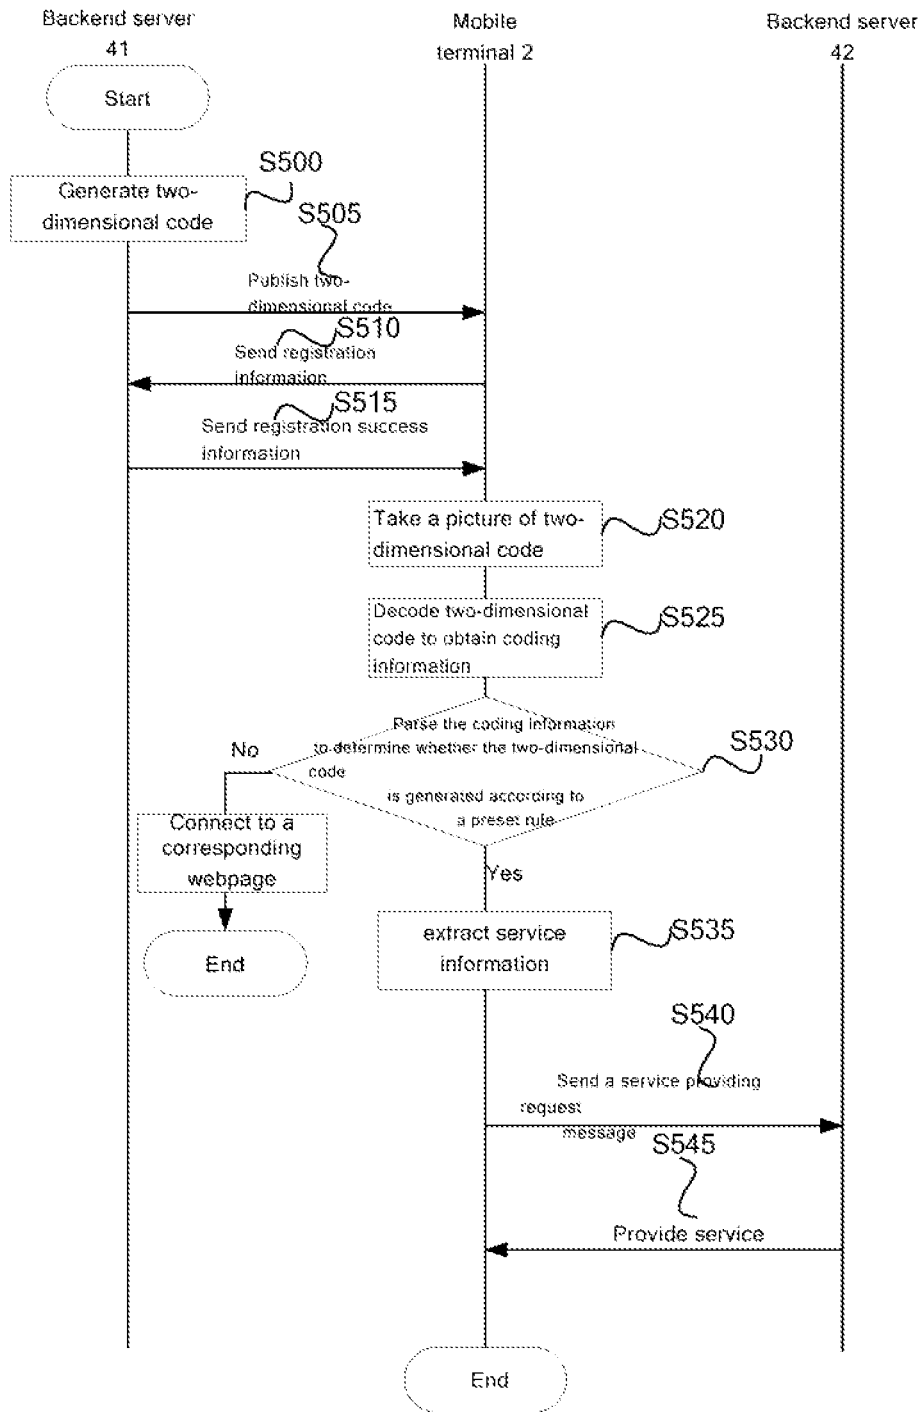 Backend server
41
Mobile
terminal 2
Backend server
42
Start
S500
Generate two-
dimensional code
S505
Publish two-
dimensional code
S510
Send registration
information
S515
Send registration success
information
Take a picture of two-
dimensional code
S520
Decode two-dimensional
code to obtain coding
information
S525
Parse the coding information
to determine whether the two-dimensional
code
is generated according to
a preset rule
S530
No
Connect to a
corresponding
webpage
Yes
End
extract service
information
S535
S540
Send a service providing
request
message
S545
Provide service
End